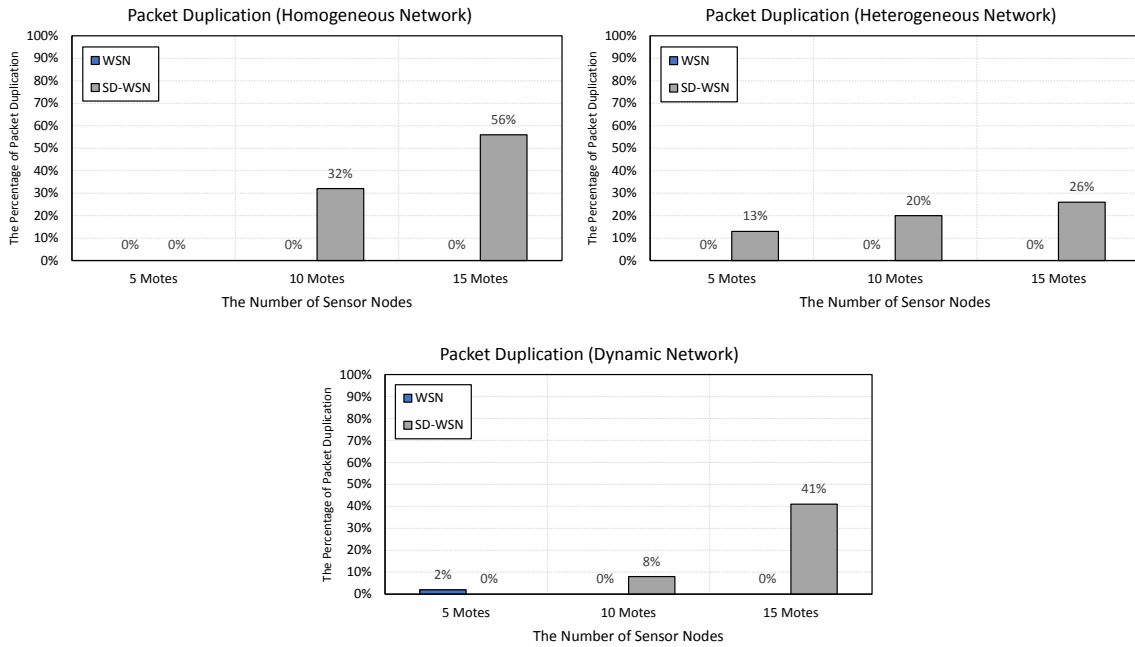 Packet Duplication (Homogeneous Network)
The Percentage of Packet Duplication
100%
90%
80%
70%
60%
50%
40%
30%
20%
10%
0%
WSN
SD-WSN
0% 0%
0% 32%
0% 56%
5 Motes 10 Motes 15 Motes
The Number of Sensor Nodes
Packet Duplication (Heterogeneous Network)
The Percentage of Packet Duplication
100%
90%
80%
70%
60%
50%
40%
30%
20%
10%
0%
WSN
SD-WSN
0% 13%
0% 20%
0% 26%
5 Motes 10 Motes 15 Motes
The Number of Sensor Nodes
Packet Duplication (Dynamic Network)
The Percentage of Packet Duplication
100%
90%
80%
70%
60%
50%
40%
30%
20%
10%
0%
WSN
SD-WSN
2% 0%
0% 8%
0% 41%
5 Motes 10 Motes 15 Motes
The Number of Sensor Nodes